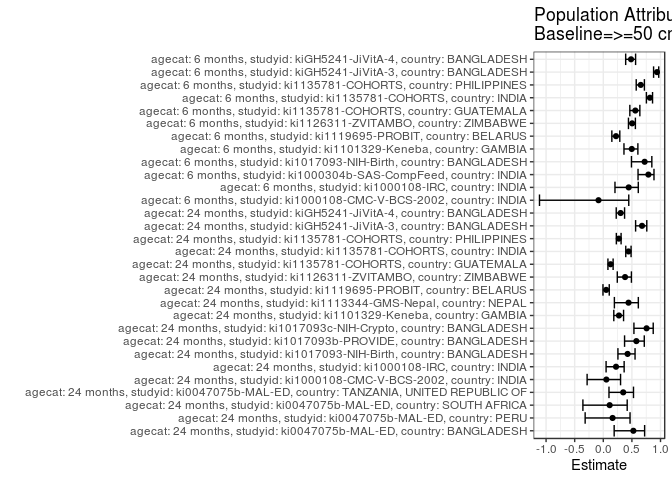 Population Attribu
Baseline=>=50 cm
agecat: 6 months, studyid: kiGH5241-JiVitA-4, country: BANGLADESH
agecat: 6 months, studyid: kiGH5241-JiVitA-3, country: BANGLADESH
agecat: 6 months, studyid: ki1135781-COHORTS, country: PHILIPPINES
agecat: 6 months, studyid: ki1135781-COHORTS, country: INDIA
agecat: 6 months, studyid: ki1135781-COHORTS, country: GUATEMALA
agecat: 6 months, studyid: ki1126311-ZVITAMBO, country: ZIMBABWE
agecat: 6 months, studyid: ki1119695-PROBIT, country: BELARUS
agecat: 6 months, studyid: ki1101329-Keneba, country: GAMBIA
agecat: 6 months, studyid: ki1017093-NIH-Birth, country: BANGLADESH
agecat: 6 months, studyid: ki1000304b-SAS-CompFeed, country: INDIA
agecat: 6 months, studyid: ki1000108-IRC, country: INDIA
agecat: 6 months, studyid: ki1000108-CMC-V-BCS-2002, country: INDIA
agecat: 24 months, studyid: kiGH5241-JiVitA-4, country: BANGLADESH
agecat: 24 months, studyid: kiGH5241-JiVitA-3, country: BANGLADESH
agecat: 24 months, studyid: ki1135781-COHORTS, country: PHILIPPINES
agecat: 24 months, studyid: ki1135781-COHORTS, country: INDIA
agecat: 24 months, studyid: ki1135781-COHORTS, country: GUATEMALA
agecat: 24 months, studyid: ki1126311-ZVITAMBO, country: ZIMBABWE
agecat: 24 months, studyid: ki1119695-PROBIT, country: BELARUS
agecat: 24 months, studyid: ki1113344-GMS-Nepal, country: NEPAL
agecat: 24 months, studyid: ki1101329-Keneba, country: GAMBIA
agecat: 24 months, studyid: ki1017093c-NIH-Crypto, country: BANGLADESH
agecat: 24 months, studyid: ki1017093b-PROVIDE, country: BANGLADESH
agecat: 24 months, studyid: ki1017093-NIH-Birth, country: BANGLADESH
agecat: 24 months, studyid: ki1000108-IRC, country: INDIA
agecat: 24 months, studyid: ki1000108-CMC-V-BCS-2002, country: INDIA
agecat: 24 months, studyid: ki0047075b-MAL-ED, country: TANZANIA, UNITED REPUBLIC OF
agecat: 24 months, studyid: ki0047075b-MAL-ED, country: SOUTH AFRICA
agecat: 24 months, studyid: ki0047075b-MAL-ED, country: PERU
agecat: 24 months, studyid: ki0047075b-MAL-ED, country: BANGLADESH
-1.0 -0.5 0.0 0.5 1.0
Estimate